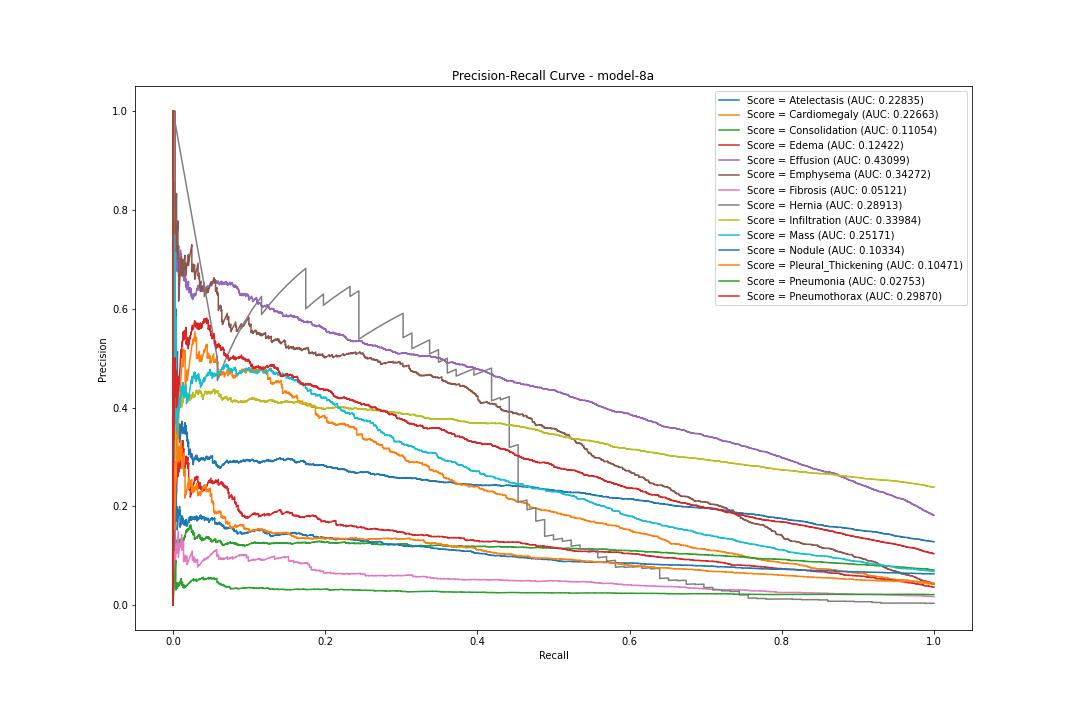 Precision-Recall Curve - model-8a
Score = Atelectasis (AUC: 0.22835)
Score = Cardiomegaly (AUC: 0.22663)
Score = Consolidation (AUC: 0.11054)
Score = Edema (AUC: 0.12422)
Score = Effusion (AUC: 0.43099)
Score = Emphysema (AUC: 0.34272)
Score = Fibrosis (AUC: 0.05121)
Score = Hernia (AUC: 0.28913)
Score = Infiltration (AUC: 0.33984)
Score = Mass (AUC: 0.25171)
Score = Nodule (AUC: 0.10334)
Score = Pleural_Thickening (AUC: 0.10471)
Score = Pneumonia (AUC: 0.02753)
Score = Pneumothorax (AUC: 0.29870)
1.0
0.8
0.6
0.4
0.2
0.0
Precision
0.0 0.2 0.4 0.6 0.8 1.0
Recall